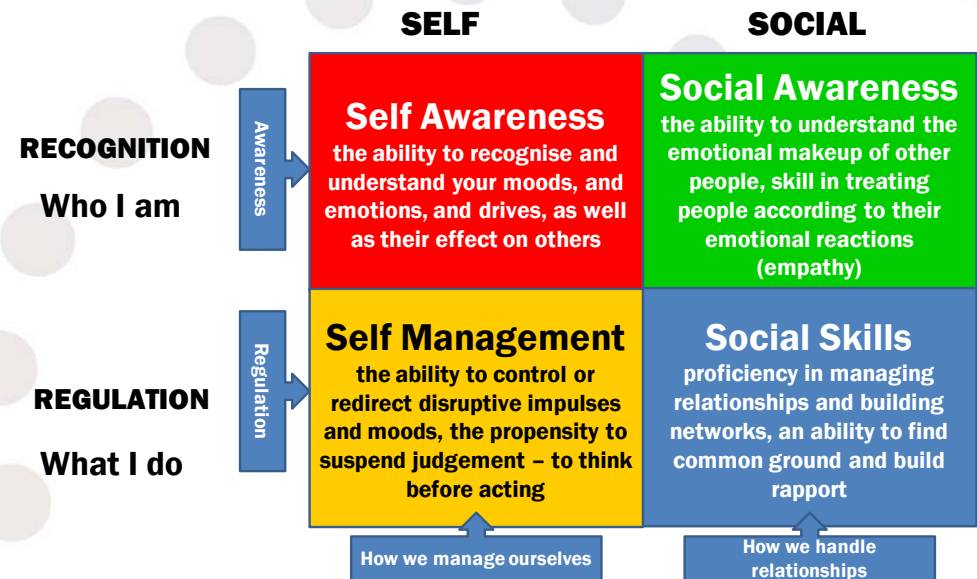 SELF
SOCIAL
RECOGNITION
Who I am
Awareness
Self Awareness
the ability to recognise and
understand your moods, and
emotions, and drives, as well
as their effect on others
Social Awareness
the ability to understand the
emotional makeup of other
people, skill in treating
people according to their
emotional reactions
(empathy)
REGULATION
What I do
Regulation
Self Management
the ability to control or
redirect disruptive impulses
and moods, the propensity to
suspend judgement – to think
before acting
Social Skills
proficiency in managing
relationships and building
networks, an ability to find
common ground and build
rapport
How we manage ourselves
How we handle
relationships